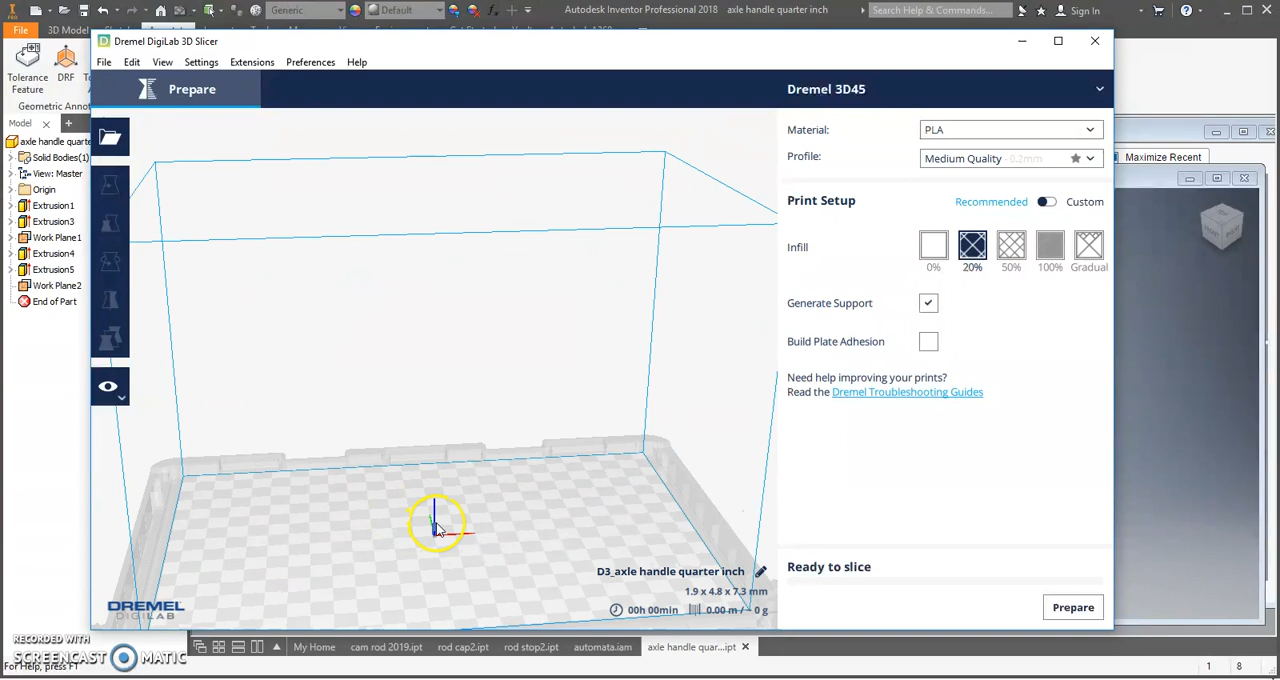 Generic
Default
Autodesk Inventor Professional 2018
axle handle quarter inch
Search Help & Commands...
Sign In
File
3D Model
Tolerance
Feature
DRF
Geometric Anno
Model
axle handle quarte
Solid Bodies(1)
View: Master
Origin
Extrusion1
Extrusion3
Work Plane1
Extrusion4
Extrusion5
Work Plane2
End of Part
Dremel DigiLab 3D Slicer
File Edit View Settings Extensions Preferences Help
Prepare
Dremel 3D45
Material:
PLA
Profile:
Medium Quality - 0.2mm
Print Setup
Recommended
Custom
Infill
0% 20% 50% 100% Gradual
Generate Support
Build Plate Adhesion
Need help improving your prints?
Read the Dremel Troubleshooting Guides
D3_axle handle quarter inch
1.9 x 4.8 x 7.3 mm
00h 00min
0.00 m / ~ 0 g
Ready to slice
Prepare
DREMEL
DIGILAB
Maximize Recent
RECORDED WITH
SCREENCAST MATIC
My Home
cam rod 2019.ipt
rod cap2.ipt
rod stop2.ipt
automata.iam
axle handle quar...ipt
For Help, press F1
1
8